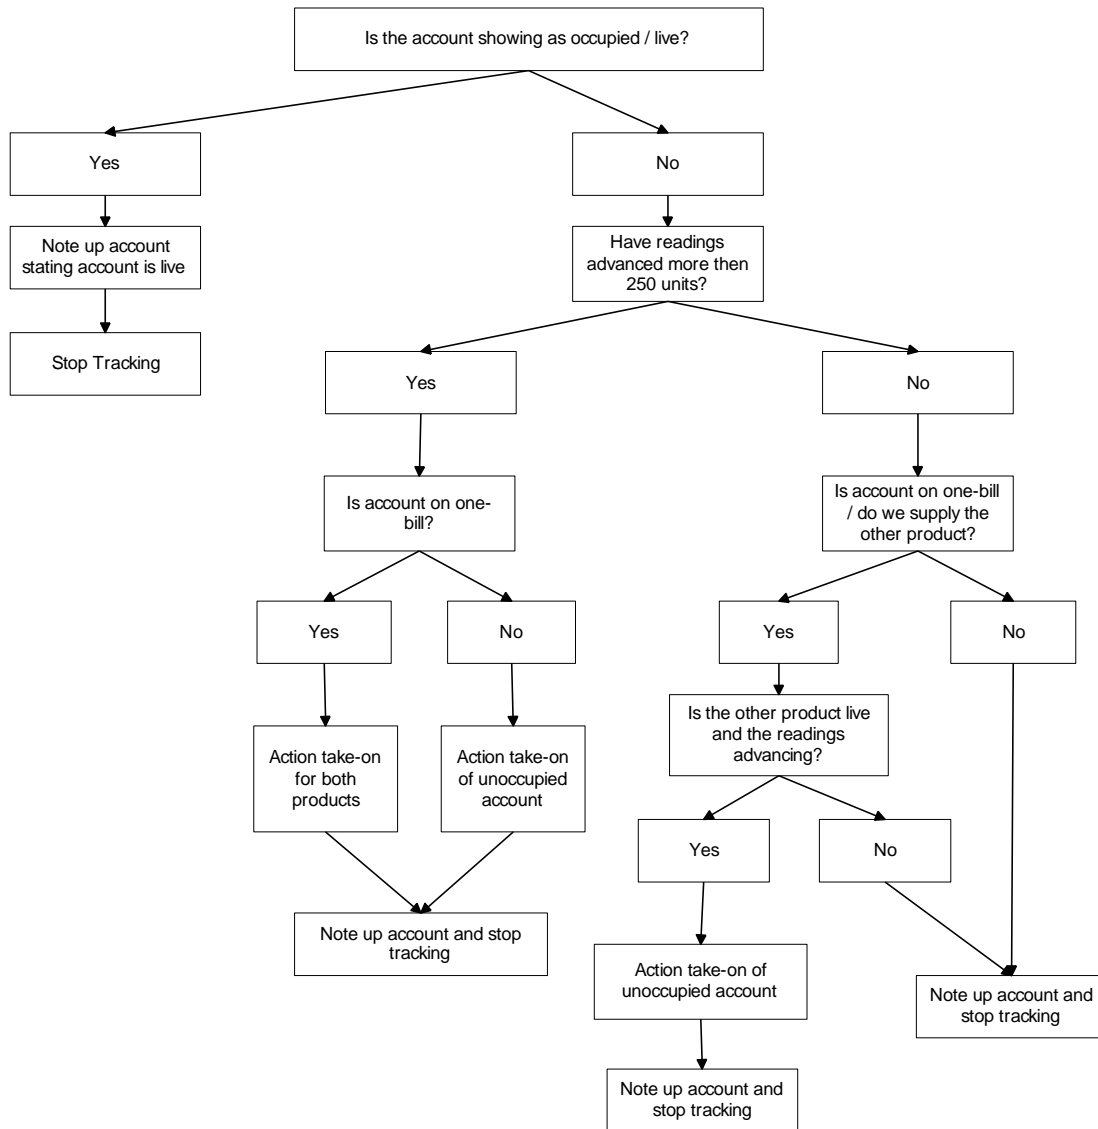 Is the account showing as occupied / live?
Yes
No
Note up account
stating account is live
Have readings
advanced more then
250 units?
Stop Tracking
Yes
No
Is account on one-
bill?
Is account on one-bill
/ do we supply the
other product?
Yes
No
Yes
No
Is the other product live
and the readings
advancing?
Action take-on
for both
products
Action take-on
of unoccupied
account
Yes
No
Note up account and stop
tracking
Action take-on of
unoccupied account
Note up account and
stop tracking
Note up account and
stop tracking